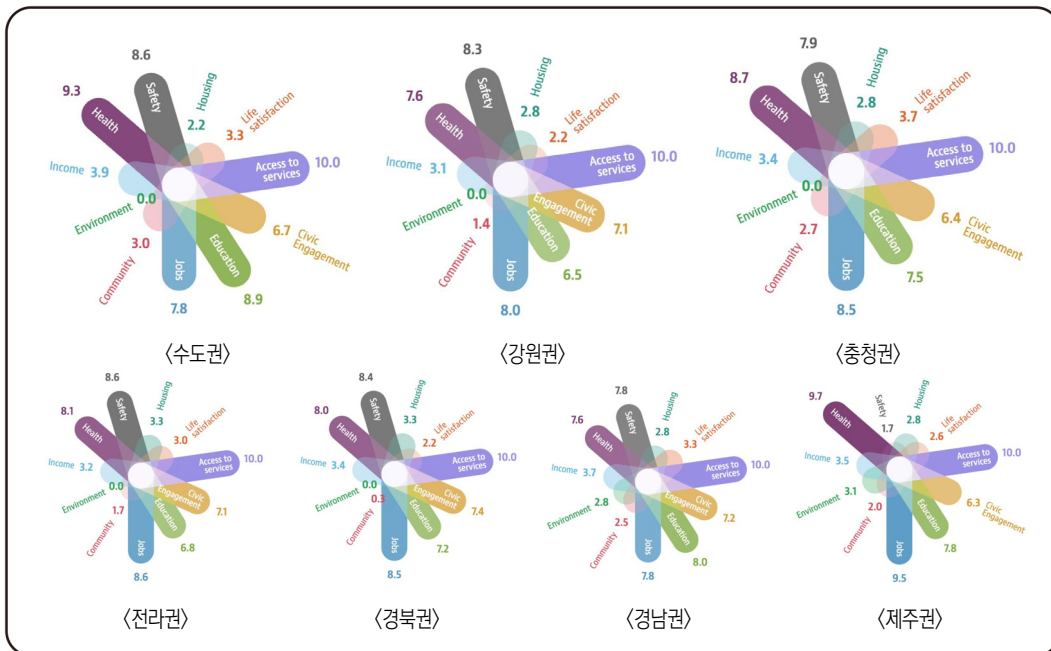 8.6
Safety
9.3
Health
2.2
Housing
3.3
Life
satisfaction
Income 3.9
Access to
services
10.0
0.0
Environment
6.7
Civic
Engagement
3.0
Community
Education
8.9
Jobs
7.8
〈수도권〉
8.3
Safety
7.6
Health
2.8
Housing
2.2
Life
satisfaction
Income 3.1
Access to
services
10.0
0.0
Environment
Civic
Engagement
7.1
1.4
Community
Education
6.5
Jobs
8.0
〈강원권〉
7.9
Safety
8.7
Health
2.8
Housing
3.7
Life
satisfaction
Income 3.4
Access to
services
10.0
0.0
Environment
6.4
Civic
Engagement
2.7
Community
Education
7.5
Jobs
8.5
〈충청권〉
8.6
Safety
8.1
Health
3.3
Housing
3.0
Life
satisfaction
Income 3.2
Access to
services
10.0
0.0
Environment
Civic
Engagement
7.1
1.7
Community
Education
6.8
Jobs
8.6
〈전라권〉
8.4
Safety
8.0
Health
3.3
Housing
2.2
Life
satisfaction
Income 3.4
Access to
services
10.0
0.0
Environment
Civic
Engagement
7.4
0.3
Community
Education
7.2
Jobs
8.5
〈경북권〉
7.8
Safety
7.6
Health
2.8
Housing
3.3
Life
satisfaction
Income 3.7
Access to
services
10.0
2.8
Environment
Civic
Engagement
7.2
2.5
Community
Education
8.0
Jobs
7.8
〈경남권〉
9.7
Health
Safety
1.7
2.8
Housing
2.6
Life
satisfaction
Income 3.5
Access to
services
10.0
3.1
Environment
6.3
Civic
Engagement
2.0
Community
Education
7.8
Jobs
9.5
〈제주권〉